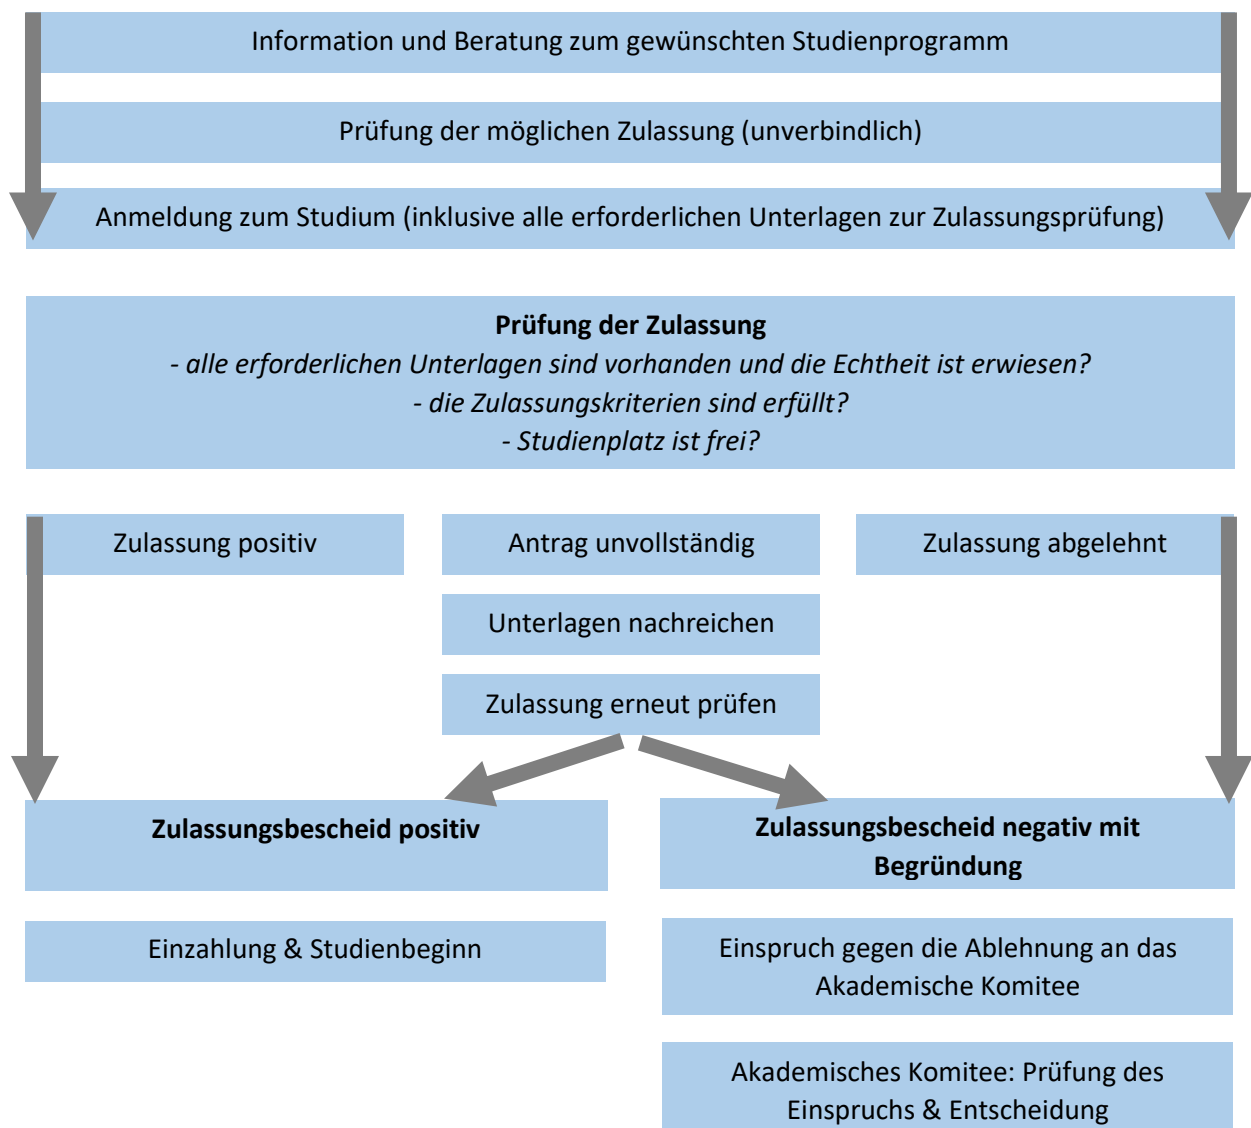 Information und Beratung zum gewünschten Studienprogramm
Prüfung der möglichen Zulassung (unverbindlich)
Anmeldung zum Studium (inklusive alle erforderlichen Unterlagen zur Zulassungsprüfung)
Prüfung der Zulassung
- alle erforderlichen Unterlagen sind vorhanden und die Echtheit ist erwiesen?
- die Zulassungskriterien sind erfüllt?
- Studienplatz ist frei?
Zulassung positiv
Antrag unvollständig
Zulassung abgelehnt
Unterlagen nachreichen
Zulassung erneut prüfen
Zulassungsbescheid positiv
Zulassungsbescheid negativ mit
Begründung
Einzahlung & Studienbeginn
Einspruch gegen die Ablehnung an das
Akademische Komitee
Akademisches Komitee: Prüfung des
Einspruchs & Entscheidung